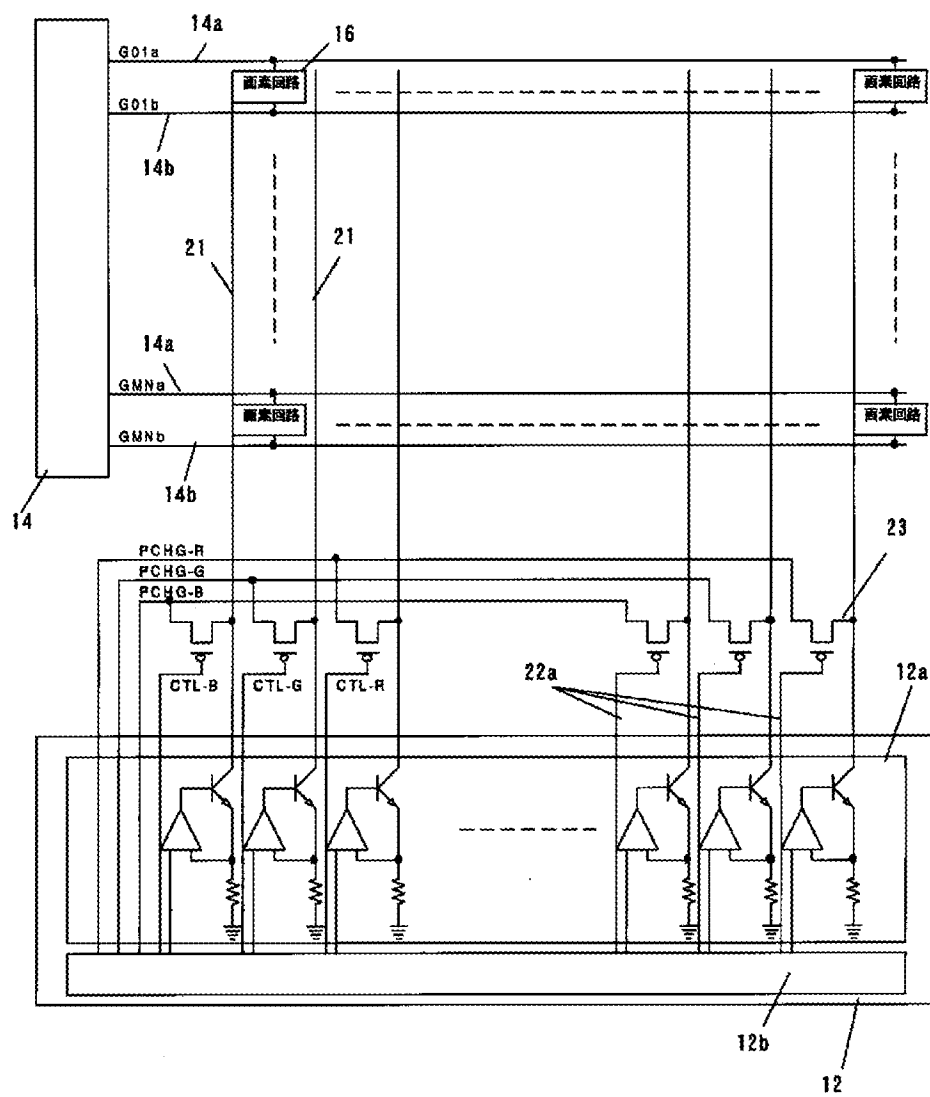 14a
16
G01a
画素回路
画素回路
G01b
14b
21
21
14a
GMNa
画素回路
画素回路
GMNb
14b
14
PCHG-R
23
PCHG-G
PCHG-B
CTL-B
CTL-G
CTL-R
22a
12a
12b
12